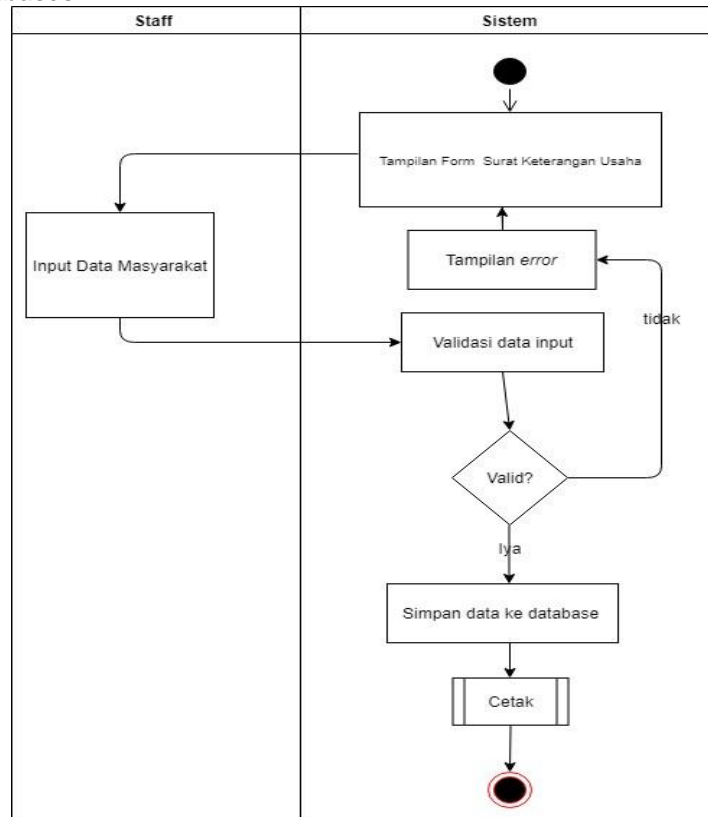 Staff
Sistem
Tampilan Form Surat Keterangan Usaha
Input Data Masyarakat
Tampilan error
tidak
Validasi data input
Valid?
Iya
Simpan data ke database
Cetak